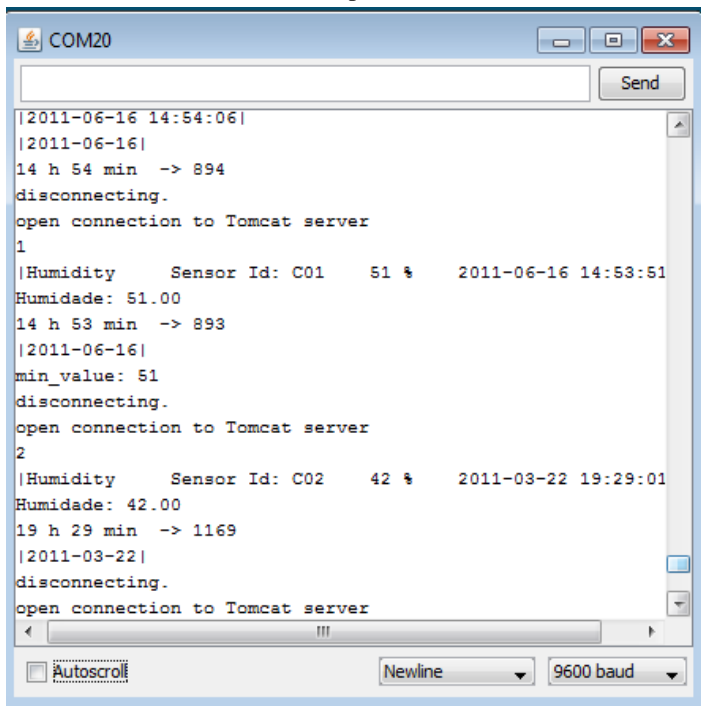 COM20
Send
|2011-06-16 14:54:06|
|2011-06-16|
14 h 54 min  -> 894
disconnecting.
open connection to Tomcat server
1
|Humidity     Sensor Id: C01    51 %    2011-06-16 14:53:51
Humidade: 51.00
14 h 53 min  -> 893
|2011-06-16|
min_value: 51
disconnecting.
open connection to Tomcat server
2
|Humidity     Sensor Id: C02    42 %    2011-03-22 19:29:01
Humidade: 42.00
19 h 29 min  -> 1169
|2011-03-22|
disconnecting.
open connection to Tomcat server
Autoscroll Newline 9600 baud